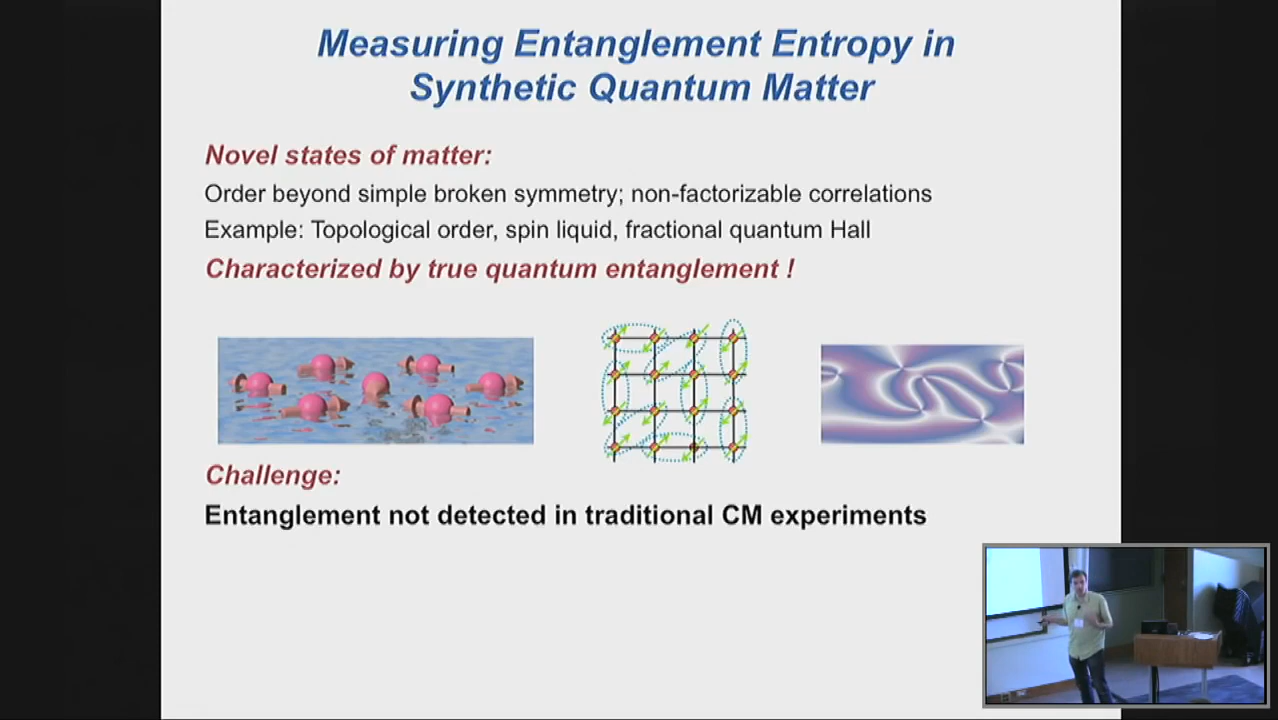 Measuring Entanglement Entropy in
Synthetic Quantum Matter
Novel states of matter:
Order beyond simple broken symmetry; non-factorizable correlations
Example: Topological order, spin liquid, fractional quantum Hall
Characterized by true quantum entanglement !
Challenge:
Entanglement not detected in traditional CM experiments